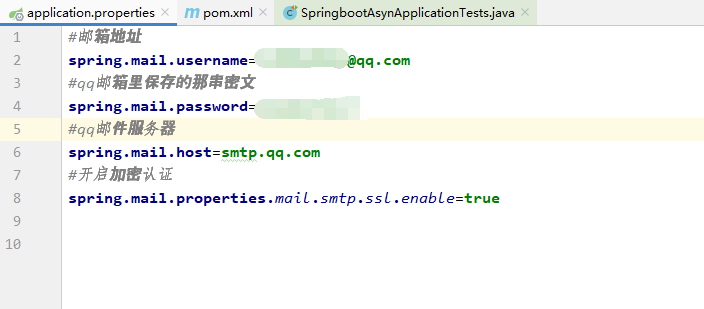 application.properties
pom.xml
SpringbootAsynApplicationTests.java
1 #邮箱地址
2 spring.mail.username=@qq.com
3 #qq邮箱里保存的那串密文
4 spring.mail.password=
5 #qq邮件服务器
6 spring.mail.host=smtp.qq.com
7 #开启加密认证
8 spring.mail.properties.mail.smtp.ssl.enable=true
9
10